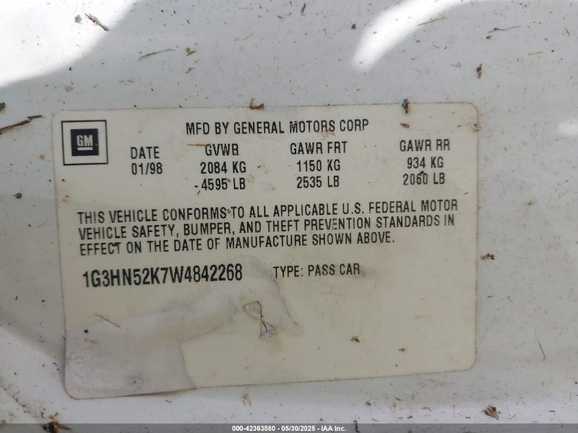 GM
MFD BY GENERAL MOTORS CORP
DATE GVWR GAWR FRT GAWR RR
01/98 2084 KG 1150 KG 934 KG
4595 LB 2535 LB 2060 LB
THIS VEHICLE CONFORMS TO ALL APPLICABLE U.S. FEDERAL MOTOR
VEHICLE SAFETY, BUMPER, AND THEFT PREVENTION STANDARDS IN
EFFECT ON THE DATE OF MANUFACTURE SHOWN ABOVE.
1G3HN52K7W4842268 TYPE: PASS CAR
000-42363560 - 05/30/2025 - IAA Inc.